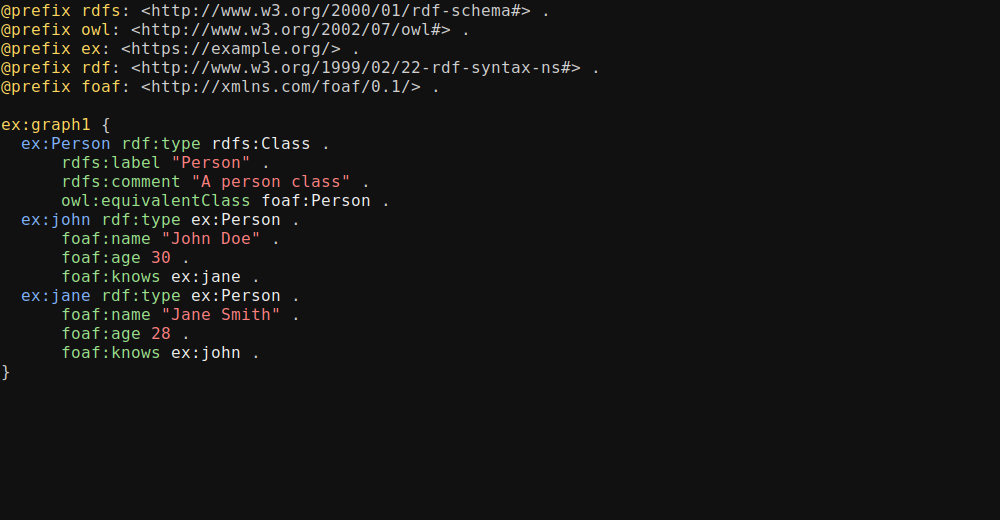 @prefix rdfs: <http://www.w3.org/2000/01/rdf-schema#> .
@prefix owl: <http://www.w3.org/2002/07/owl#> .
@prefix ex: <https://example.org/> .
@prefix rdf: <http://www.w3.org/1999/02/22-rdf-syntax-ns#> .
@prefix foaf: <http://xmlns.com/foaf/0.1/> .

ex:graph1 {
  ex:Person rdf:type rdfs:Class .
      rdfs:label "Person" .
      rdfs:comment "A person class" .
      owl:equivalentClass foaf:Person .
  ex:john rdf:type ex:Person .
      foaf:name "John Doe" .
      foaf:age 30 .
      foaf:knows ex:jane .
  ex:jane rdf:type ex:Person .
      foaf:name "Jane Smith" .
      foaf:age 28 .
      foaf:knows ex:john .
}